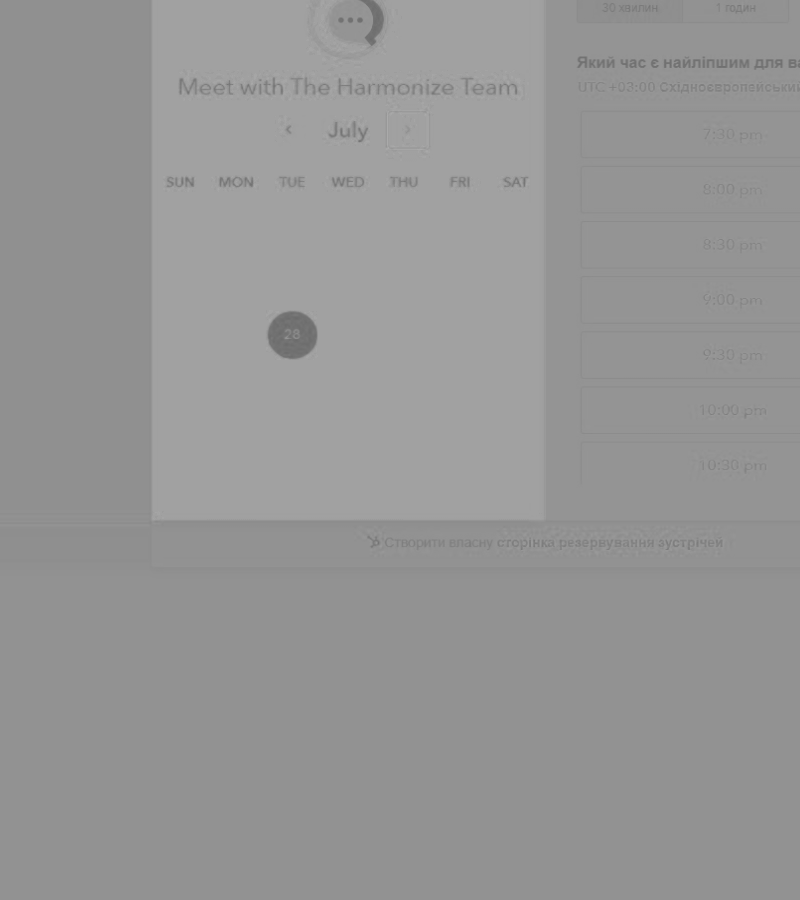 Meet with The Harmonize Team
‹ July ›
SUN MON TUE WED THU FRI SAT
28
30 хвилин 1 годин
Який час є найліпшим для ва
UTC +03:00 Східноєвропейський
7:30 pm
8:00 pm
8:30 pm
9:00 pm
9:30 pm
10:00 pm
10:30 pm
Створити власну сторінка резервування зустрічей